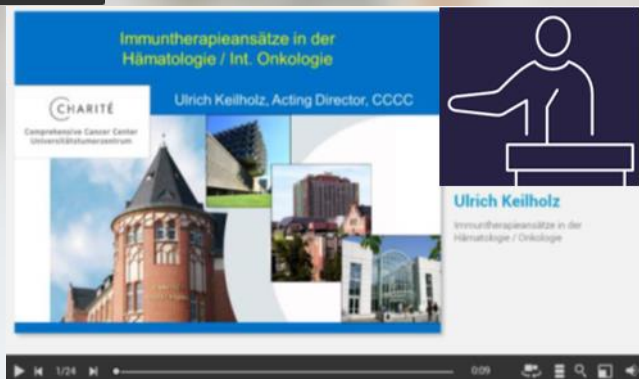 Immuntherapieansätze in der
Hämatologie / Int. Onkologie
Ulrich Keilholz, Acting Director, CCCC
CHARITÉ
Comprehensive Cancer Center
Universitätstumorzentrum
Ulrich Keilholz
Immuntherapieansätze in der
Hämatologie / Onkologie
1/24
0:09